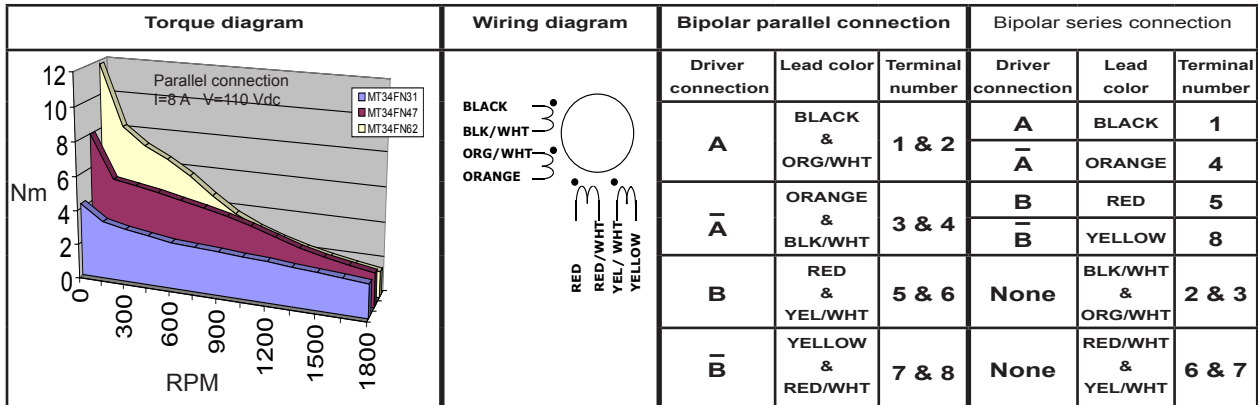 Torque diagram
Wiring diagram
Bipolar parallel connection
Bipolar series connection
Parallel connection
I=8 A V=110 Vdc
MT34FN31
MT34FN47
MT34FN62
12
10
8
6
4
2
0
Nm
0
300
600
900
1200
1500
1800
RPM
BLACK
BLK/WHT
ORG/WHT
ORANGE
RED
RED/WHT
YEL/ WHT
YELLOW
Driver
connection
Lead color
Terminal
number
A
BLACK
&
ORG/WHT
1 & 2
A̅
ORANGE
&
BLK/WHT
3 & 4
B
RED
&
YEL/WHT
5 & 6
B̅
YELLOW
&
RED/WHT
7 & 8
Driver
connection
Lead
color
Terminal
number
A BLACK 1
A̅ ORANGE 4
B RED 5
B̅ YELLOW 8
None
BLK/WHT
&
ORG/WHT
2 & 3
None
RED/WHT
&
YEL/WHT
6 & 7